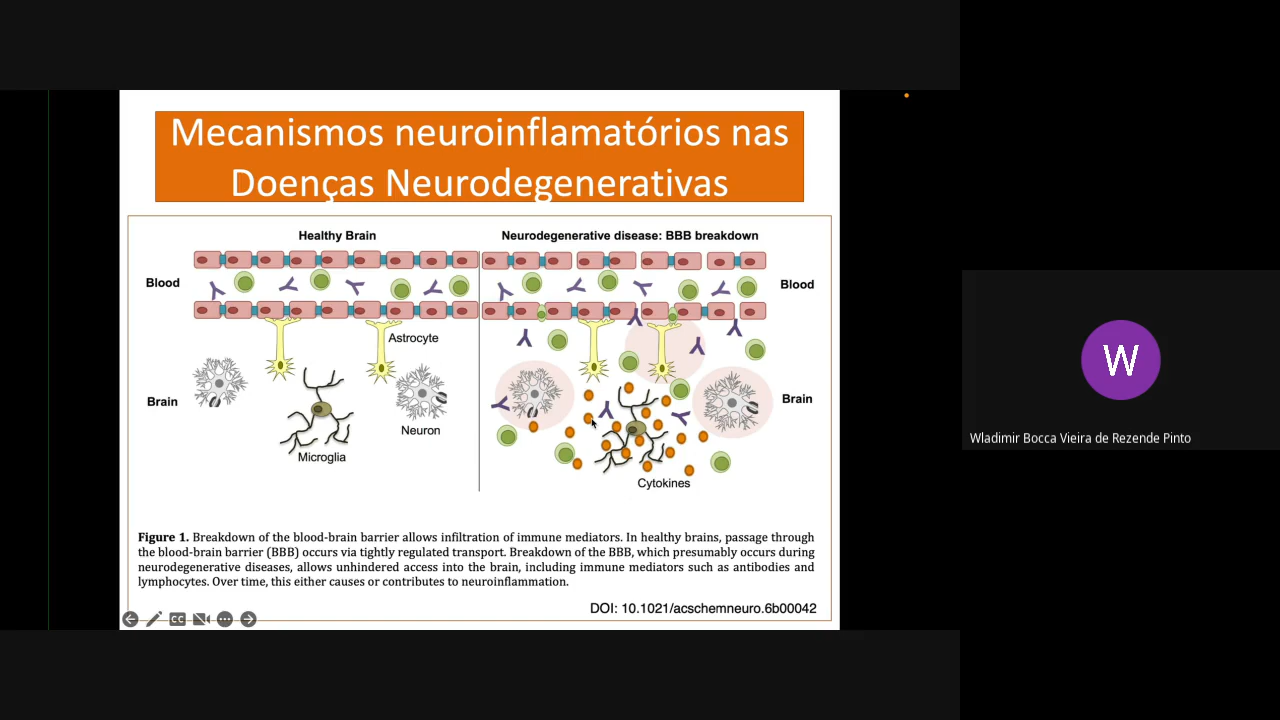 Mecanismos neuroinflamatórios nas
Doenças Neurodegenerativas
Healthy Brain
Neurodegenerative disease: BBB breakdown
Blood
Blood
Astrocyte
Brain
Brain
Neuron
Microglia
Cytokines
Figure 1. Breakdown of the blood-brain barrier allows infiltration of immune mediators. In healthy brains, passage through
the blood-brain barrier (BBB) occurs via tightly regulated transport. Breakdown of the BBB, which presumably occurs during
neurodegenerative diseases, allows unhindered access into the brain, including immune mediators such as antibodies and
lymphocytes. Over time, this either causes or contributes to neuroinflammation.
DOI: 10.1021/acschemneuro.6b00042
CC
W
Wladimir Bocca Vieira de Rezende Pinto